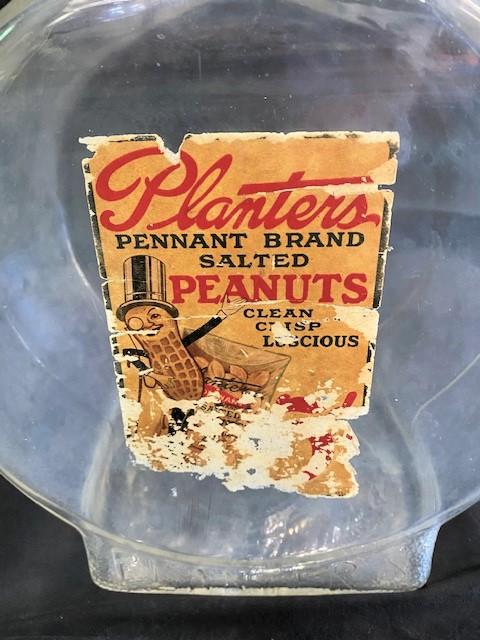 Planters
PENNANT BRAND
SALTED
PEANUTS
CLEAN
CRISP
LUSCIOUS